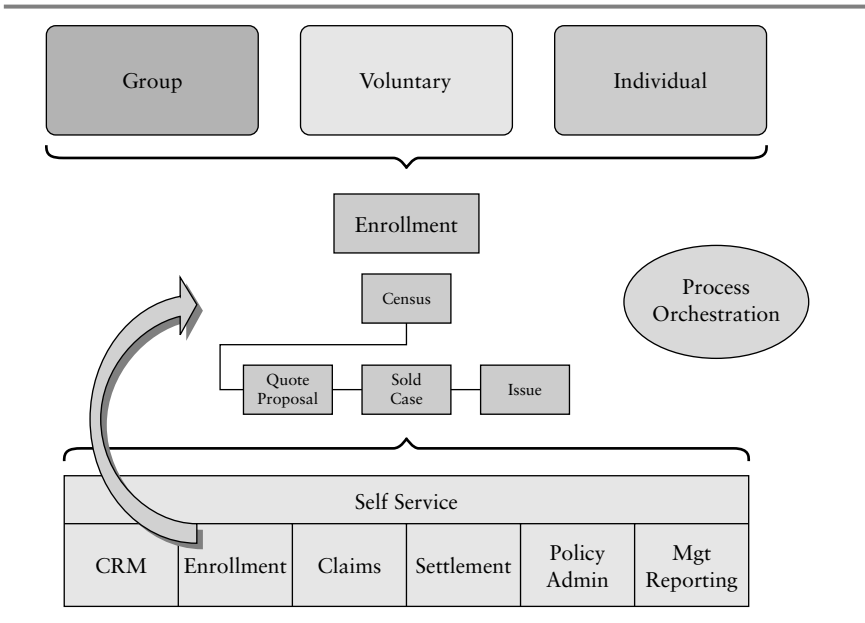 Group
Voluntary
Individual
Enrollment
Census
Process
Orchestration
Quote
Proposal
Sold
Case
Issue
Self Service
CRM
Enrollment
Claims
Settlement
Policy
Admin
Mgt
Reporting